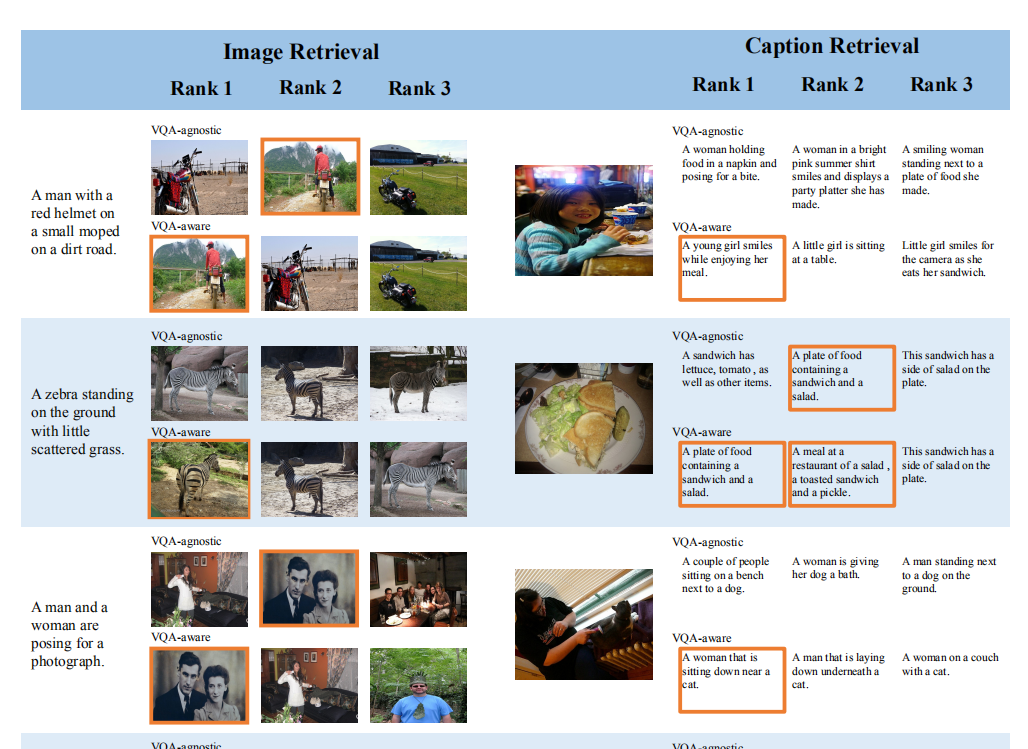 Image Retrieval
Rank 1 Rank 2 Rank 3
Caption Retrieval
Rank 1 Rank 2 Rank 3
A man with a
red helmet on
a small moped
on a dirt road.
VQA-agnostic
VQA-aware
VQA-agnostic
A woman holding
food in a napkin and
posing for a bite.
A woman in a bright
pink summer shirt
smiles and displays a
party platter she has
made.
A smiling woman
standing next to a
plate of food she
made.
VQA-aware
A young girl smiles
while enjoying her
meal.
A little girl is sitting
at a table.
Little girl smiles for
the camera as she
eats her sandwich.
A zebra standing
on the ground
with little
scattered grass.
VQA-agnostic
VQA-aware
VQA-agnostic
A sandwich has
lettuce, tomato , as
well as other items.
A plate of food
containing a
sandwich and a
salad.
This sandwich has a
side of salad on the
plate.
VQA-aware
A plate of food
containing a
sandwich and a
salad.
A meal at a
restaurant of a salad ,
a toasted sandwich
and a pickle.
This sandwich has a
side of salad on the
plate.
A man and a
woman are
posing for a
photograph.
VQA-agnostic
VQA-aware
VQA-agnostic
A couple of people
sitting on a bench
next to a dog.
A woman is giving
her dog a bath.
A man standing next
to a dog on the
ground.
VQA-aware
A woman that is
sitting down near a
cat.
A man that is laying
down underneath a
cat.
A woman on a couch
with a cat.
VQA-agnostic
VQA-agnostic